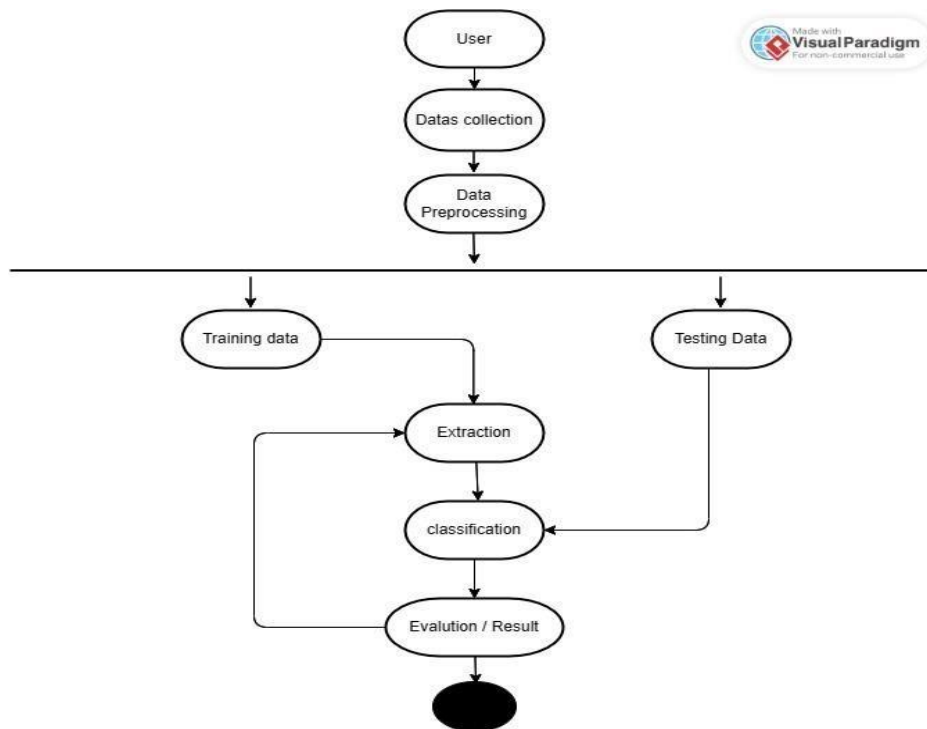 User
Made with
Visual Paradigm
For non-commercial use
Datas collection
Data
Preprocessing
Training data
Testing Data
Extraction
classification
Evalution / Result